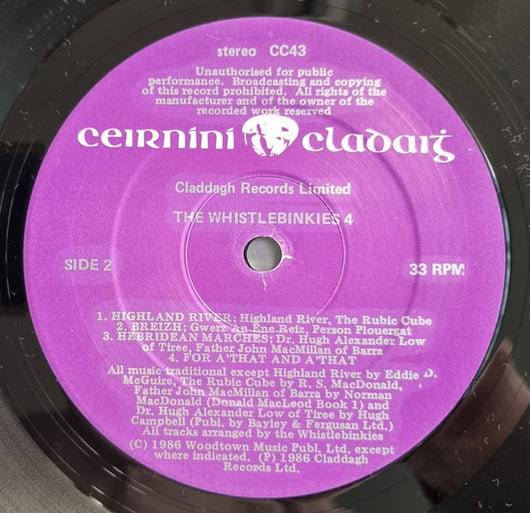 stereo CC43
Unauthorised for public
performance. Broadcasting and copying
of this record prohibited. All rights of the
manufacturer and of the owner of the
recorded work reserved
ceirníní cladaıġ
Claddagh Records Limited
THE WHISTLEBINKIES 4
SIDE 2
33 RPM
1. HIGHLAND RIVER; Highland River, The Rubic Cube
2. BREIZH; Gwerz An Ene Reiz, Person Plouergat
3. HEBRIDEAN MARCHES; Dr. Hugh Alexander Low
of Tiree, Father John MacMillan of Barra
4. FOR A'THAT AND A'THAT
All music traditional except Highland River by Eddie D.
McGuire, The Rubic Cube by R. S. MacDonald,
Father John MacMillan of Barra by Norman
MacDonald (Donald MacLeod Book 1) and
Dr. Hugh Alexander Low of Tiree by Hugh
Campbell (Publ. by Bayley & Fergusan Ltd.)
All tracks arranged by the Whistlebinkies
(C) 1986 Woodtown Music Publ. Ltd, except
where indicated. (P) 1986 Claddagh
Records Ltd.